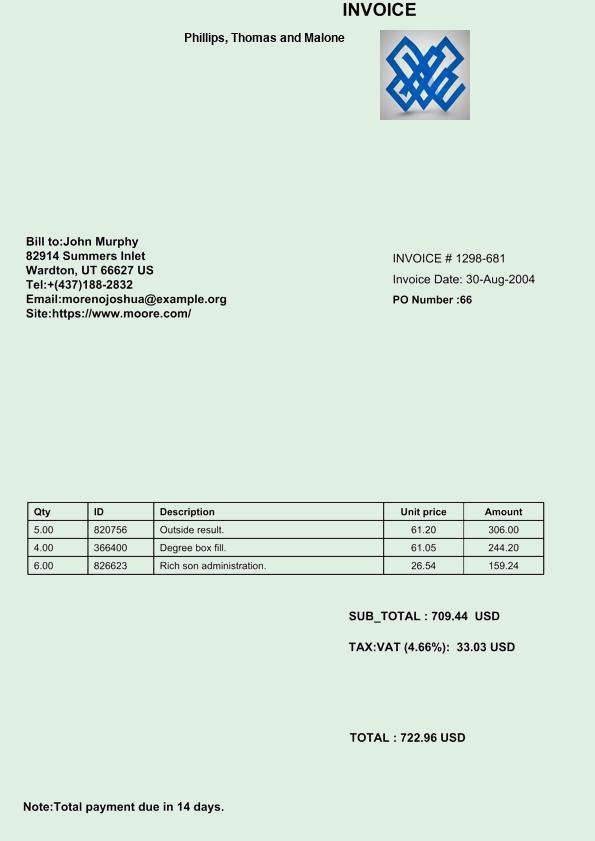 INVOICE
Phillips, Thomas and Malone
Bill to:John Murphy
82914 Summers Inlet
Wardton, UT 66627 US
Tel:+(437)188-2832
Email:morenojoshua@example.org
Site:https://www.moore.com/
INVOICE # 1298-681
Invoice Date: 30-Aug-2004
PO Number :66
Qty ID Description Unit price Amount
5.00 820756 Outside result. 61.20 306.00
4.00 366400 Degree box fill. 61.05 244.20
6.00 826623 Rich son administration. 26.54 159.24
SUB_TOTAL : 709.44 USD
TAX:VAT (4.66%): 33.03 USD
TOTAL : 722.96 USD
Note:Total payment due in 14 days.